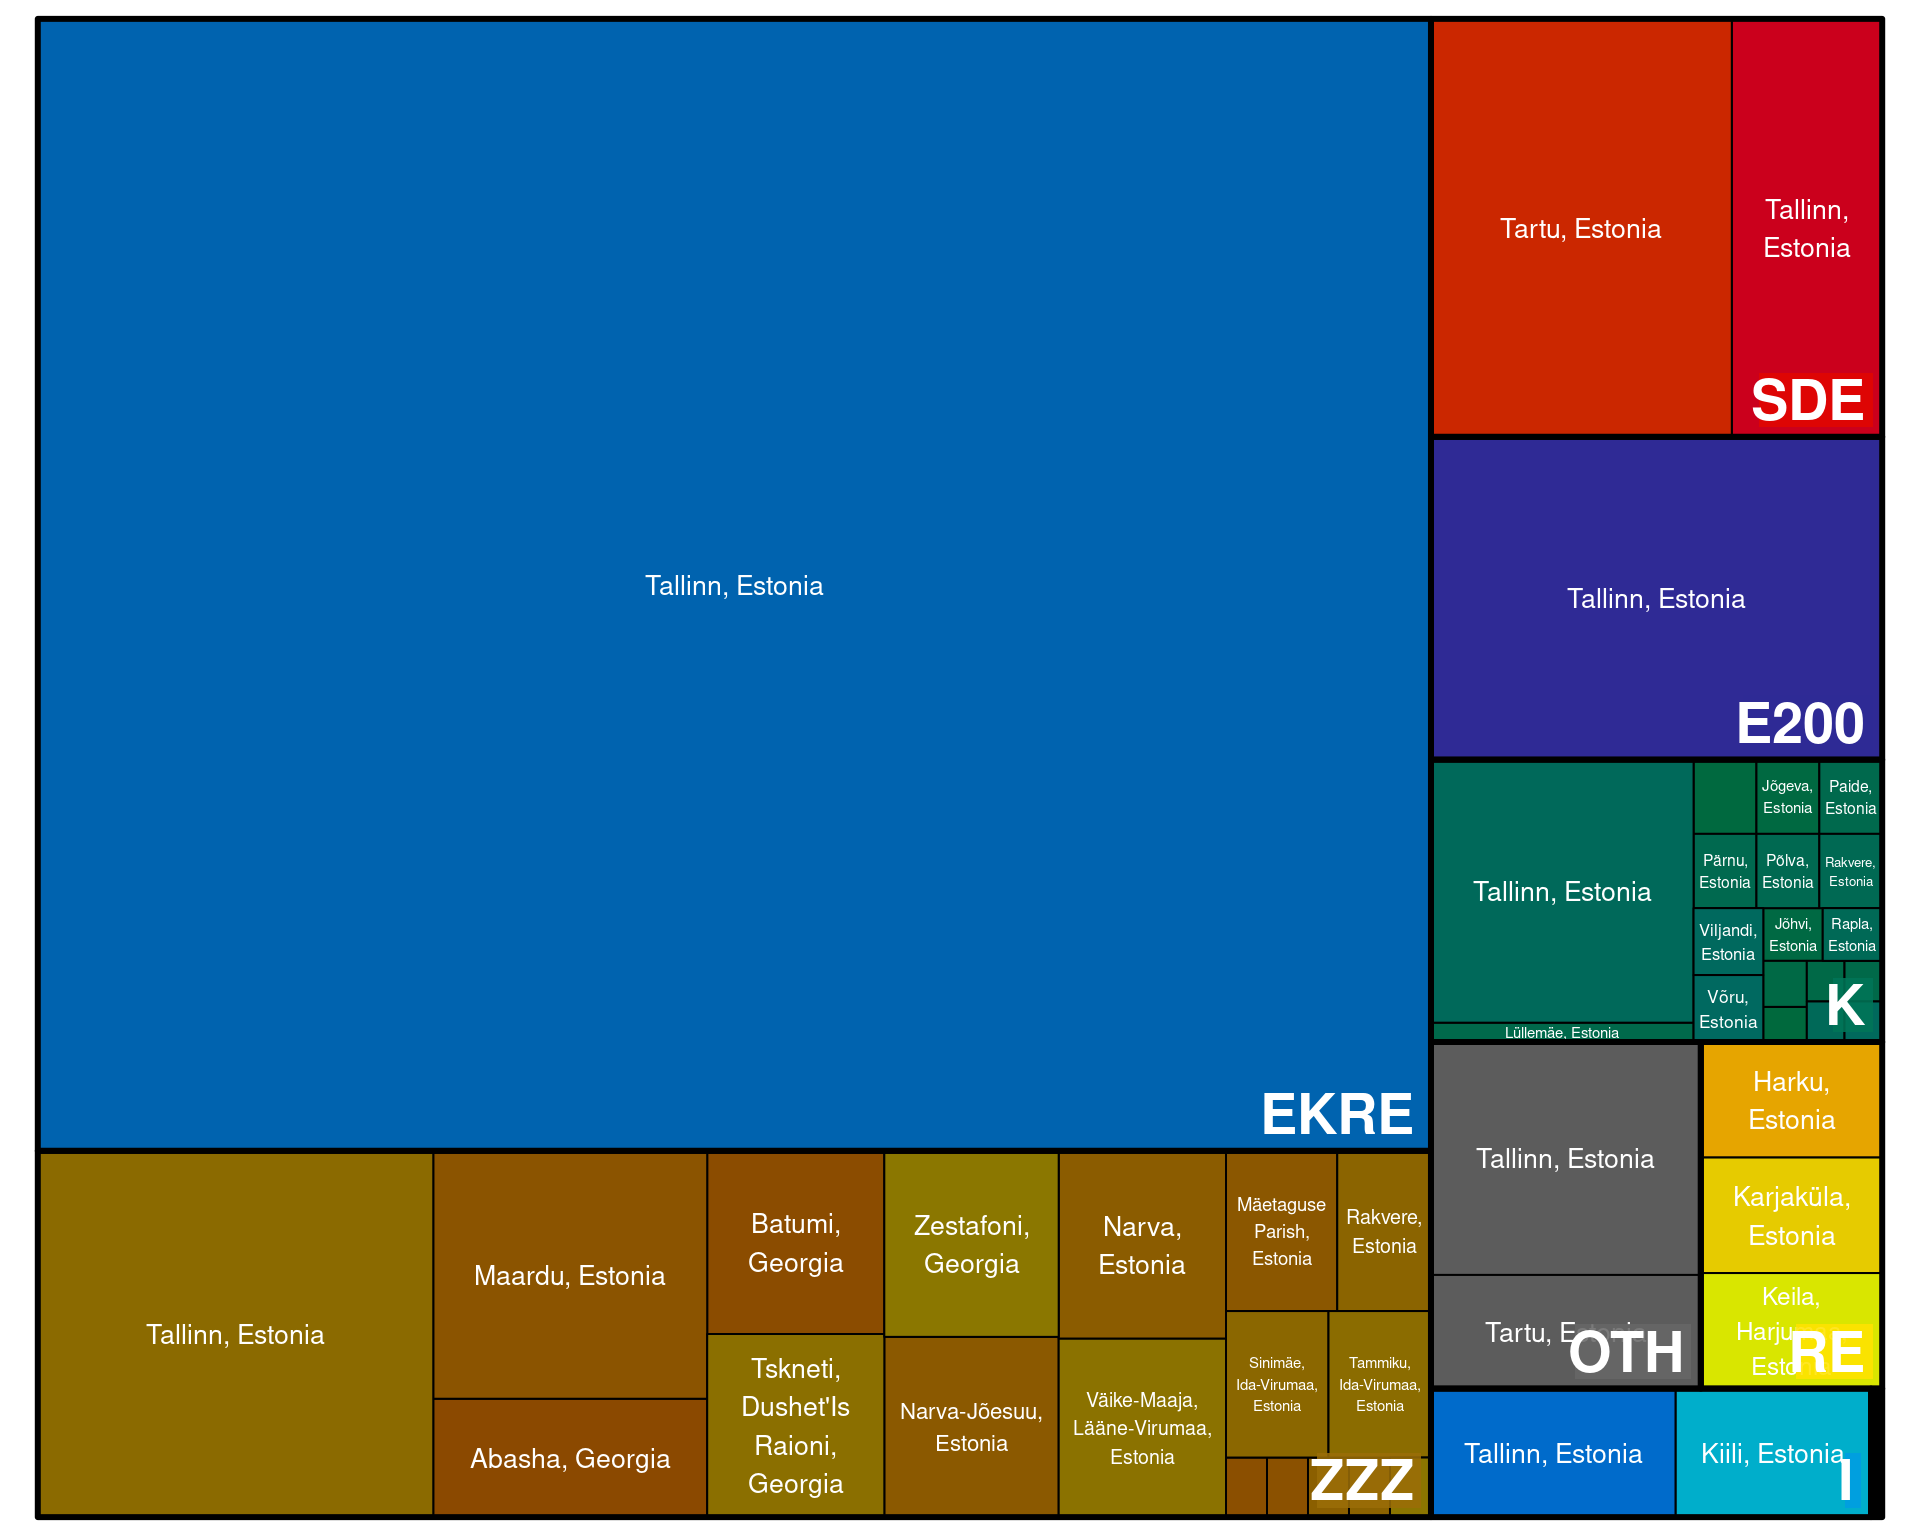 Tallinn, Estonia
EKRE
Tartu, Estonia
Tallinn,
Estonia
SDE
Tallinn, Estonia
E200
Tallinn, Estonia
Lüllemäe, Estonia
Jõgeva,
Estonia
Paide,
Estonia
Pärnu,
Estonia
Põlva,
Estonia
Rakvere,
Estonia
Viljandi,
Estonia
Jõhvi,
Estonia
Rapla,
Estonia
Võru,
Estonia
K
Tallinn, Estonia
Tartu, Estonia
OTH
Harku,
Estonia
Karjaküla,
Estonia
Keila,
RE
Tallinn, Estonia
Kiili, Estonia
I
Tallinn, Estonia
Maardu, Estonia
Abasha, Georgia
Batumi,
Georgia
Tskneti,
Dushet'Is
Raioni,
Georgia
Zestafoni,
Georgia
Narva-Jõesuu,
Estonia
Narva,
Estonia
Väike-Maaja,
Lääne-Virumaa,
Estonia
Mäetaguse
Parish,
Estonia
Rakvere,
Estonia
Sinimäe,
Ida-Virumaa,
Estonia
Tammiku,
Ida-Virumaa,
Estonia
ZZZ